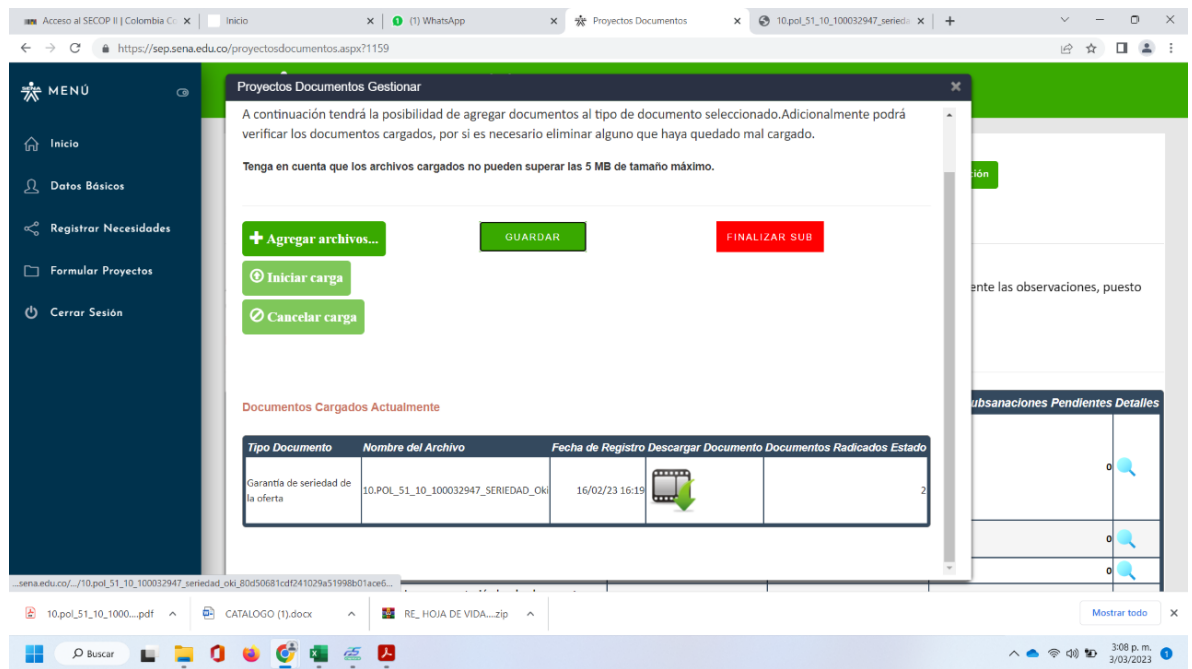 Acceso al SECOP II | Colombia Co
Inicio
(1) WhatsApp
Proyectos Documentos
10.pol_51_10_100032947_serieda
https://sep.sena.edu.co/proyectosdocumentos.aspx?1159
MENÚ
Inicio
Datos Básicos
Registrar Necesidades
Formular Proyectos
Cerrar Sesión
Proyectos Documentos Gestionar
A continuación tendrá la posibilidad de agregar documentos al tipo de documento seleccionado.Adicionalmente podrá
verificar los documentos cargados, por si es necesario eliminar alguno que haya quedado mal cargado.
Tenga en cuenta que los archivos cargados no pueden superar las 5 MB de tamaño máximo.
ión
Agregar archivos...
GUARDAR
FINALIZAR SUB
Iniciar carga
Cancelar carga
ente las observaciones, puesto
Documentos Cargados Actualmente
ubsanaciones Pendientes Detalles
Tipo Documento Nombre del Archivo Fecha de Registro Descargar Documento Documentos Radicados Estado
Garantía de seriedad de
la oferta
10.POL_51_10_100032947_SERIEDAD_Oki
16/02/23 16:19
2
0
0
0
...sena.edu.co/.../10.pol_51_10_100032947_seriedad_oki_80d50681cdf241029a51998b01ace6...
10.pol_51_10_1000....pdf
CATALOGO (1).docx
RE_ HOJA DE VIDA....zip
Mostrar todo
Buscar
3:08 p. m.
3/03/2023
1